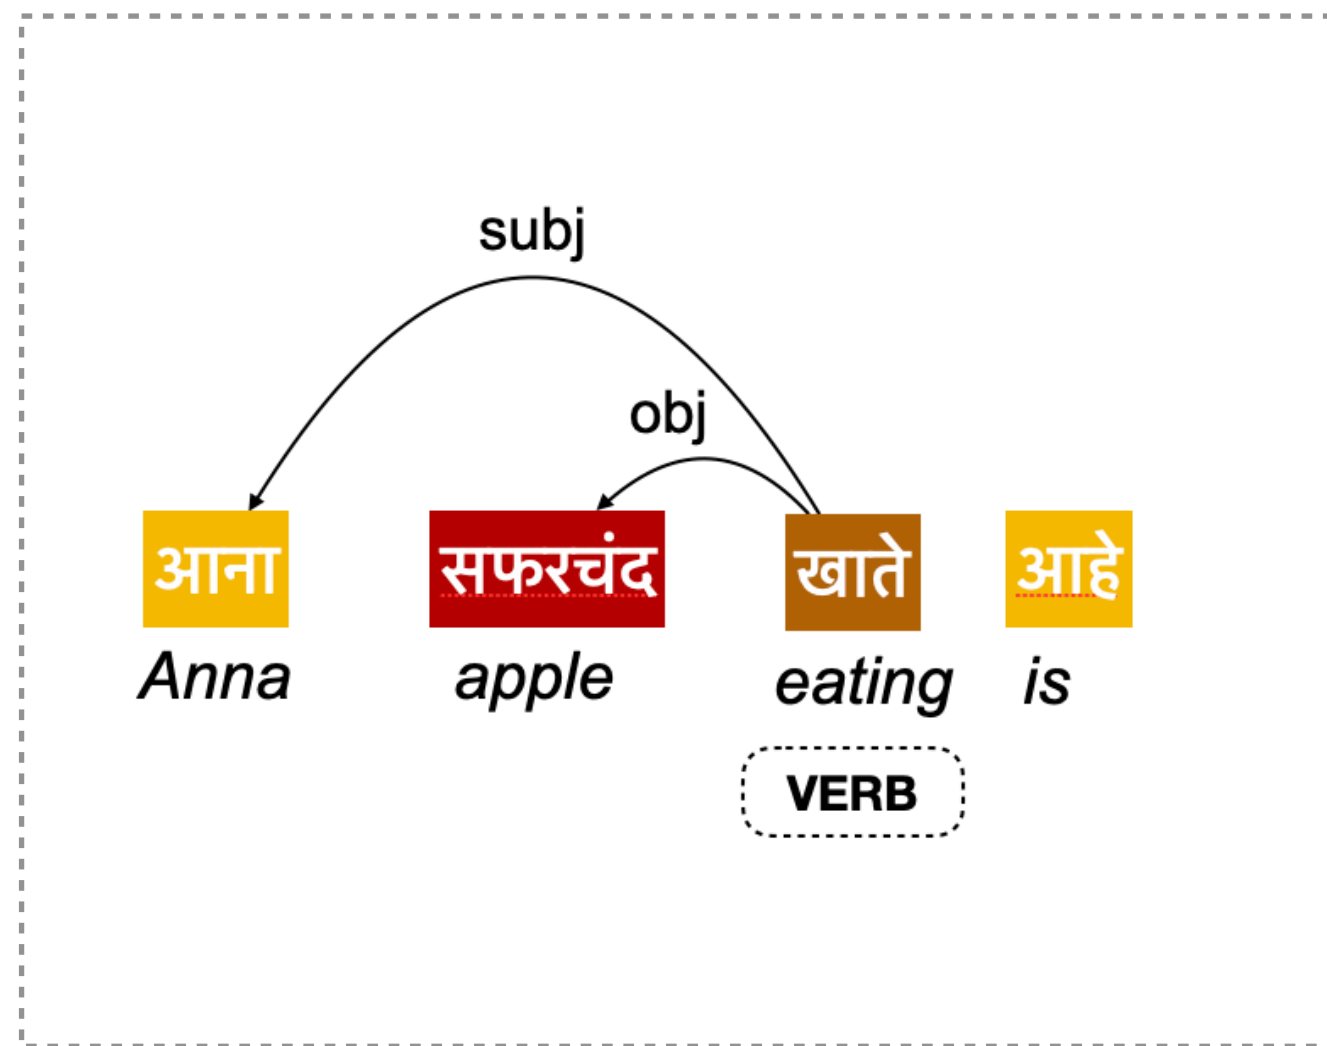 subj
obj
आना सफरचंद खाते आहे
Anna apple eating is
VERB